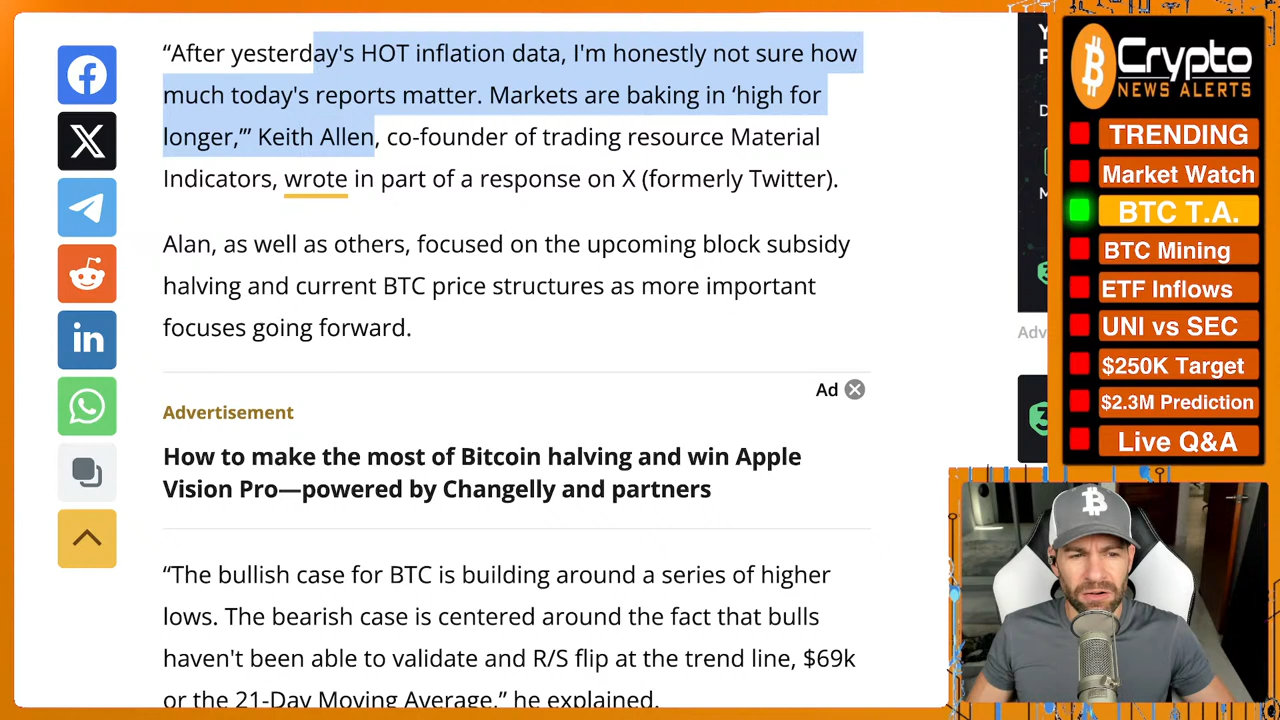 “After yesterday's HOT inflation data, I'm honestly not sure how
much today's reports matter. Markets are baking in ‘high for
longer,’” Keith Allen, co-founder of trading resource Material
Indicators, wrote in part of a response on X (formerly Twitter).
Alan, as well as others, focused on the upcoming block subsidy
halving and current BTC price structures as more important
focuses going forward.
Ad
Advertisement
How to make the most of Bitcoin halving and win Apple
Vision Pro—powered by Changelly and partners
“The bullish case for BTC is building around a series of higher
lows. The bearish case is centered around the fact that bulls
haven't been able to validate and R/S flip at the trend line, $69k
or the 21-Day Moving Average,” he explained.
Crypto
NEWS ALERTS
TRENDING
Market Watch
BTC T.A.
BTC Mining
ETF Inflows
UNI vs SEC
$250K Target
$2.3M Prediction
Live Q&A